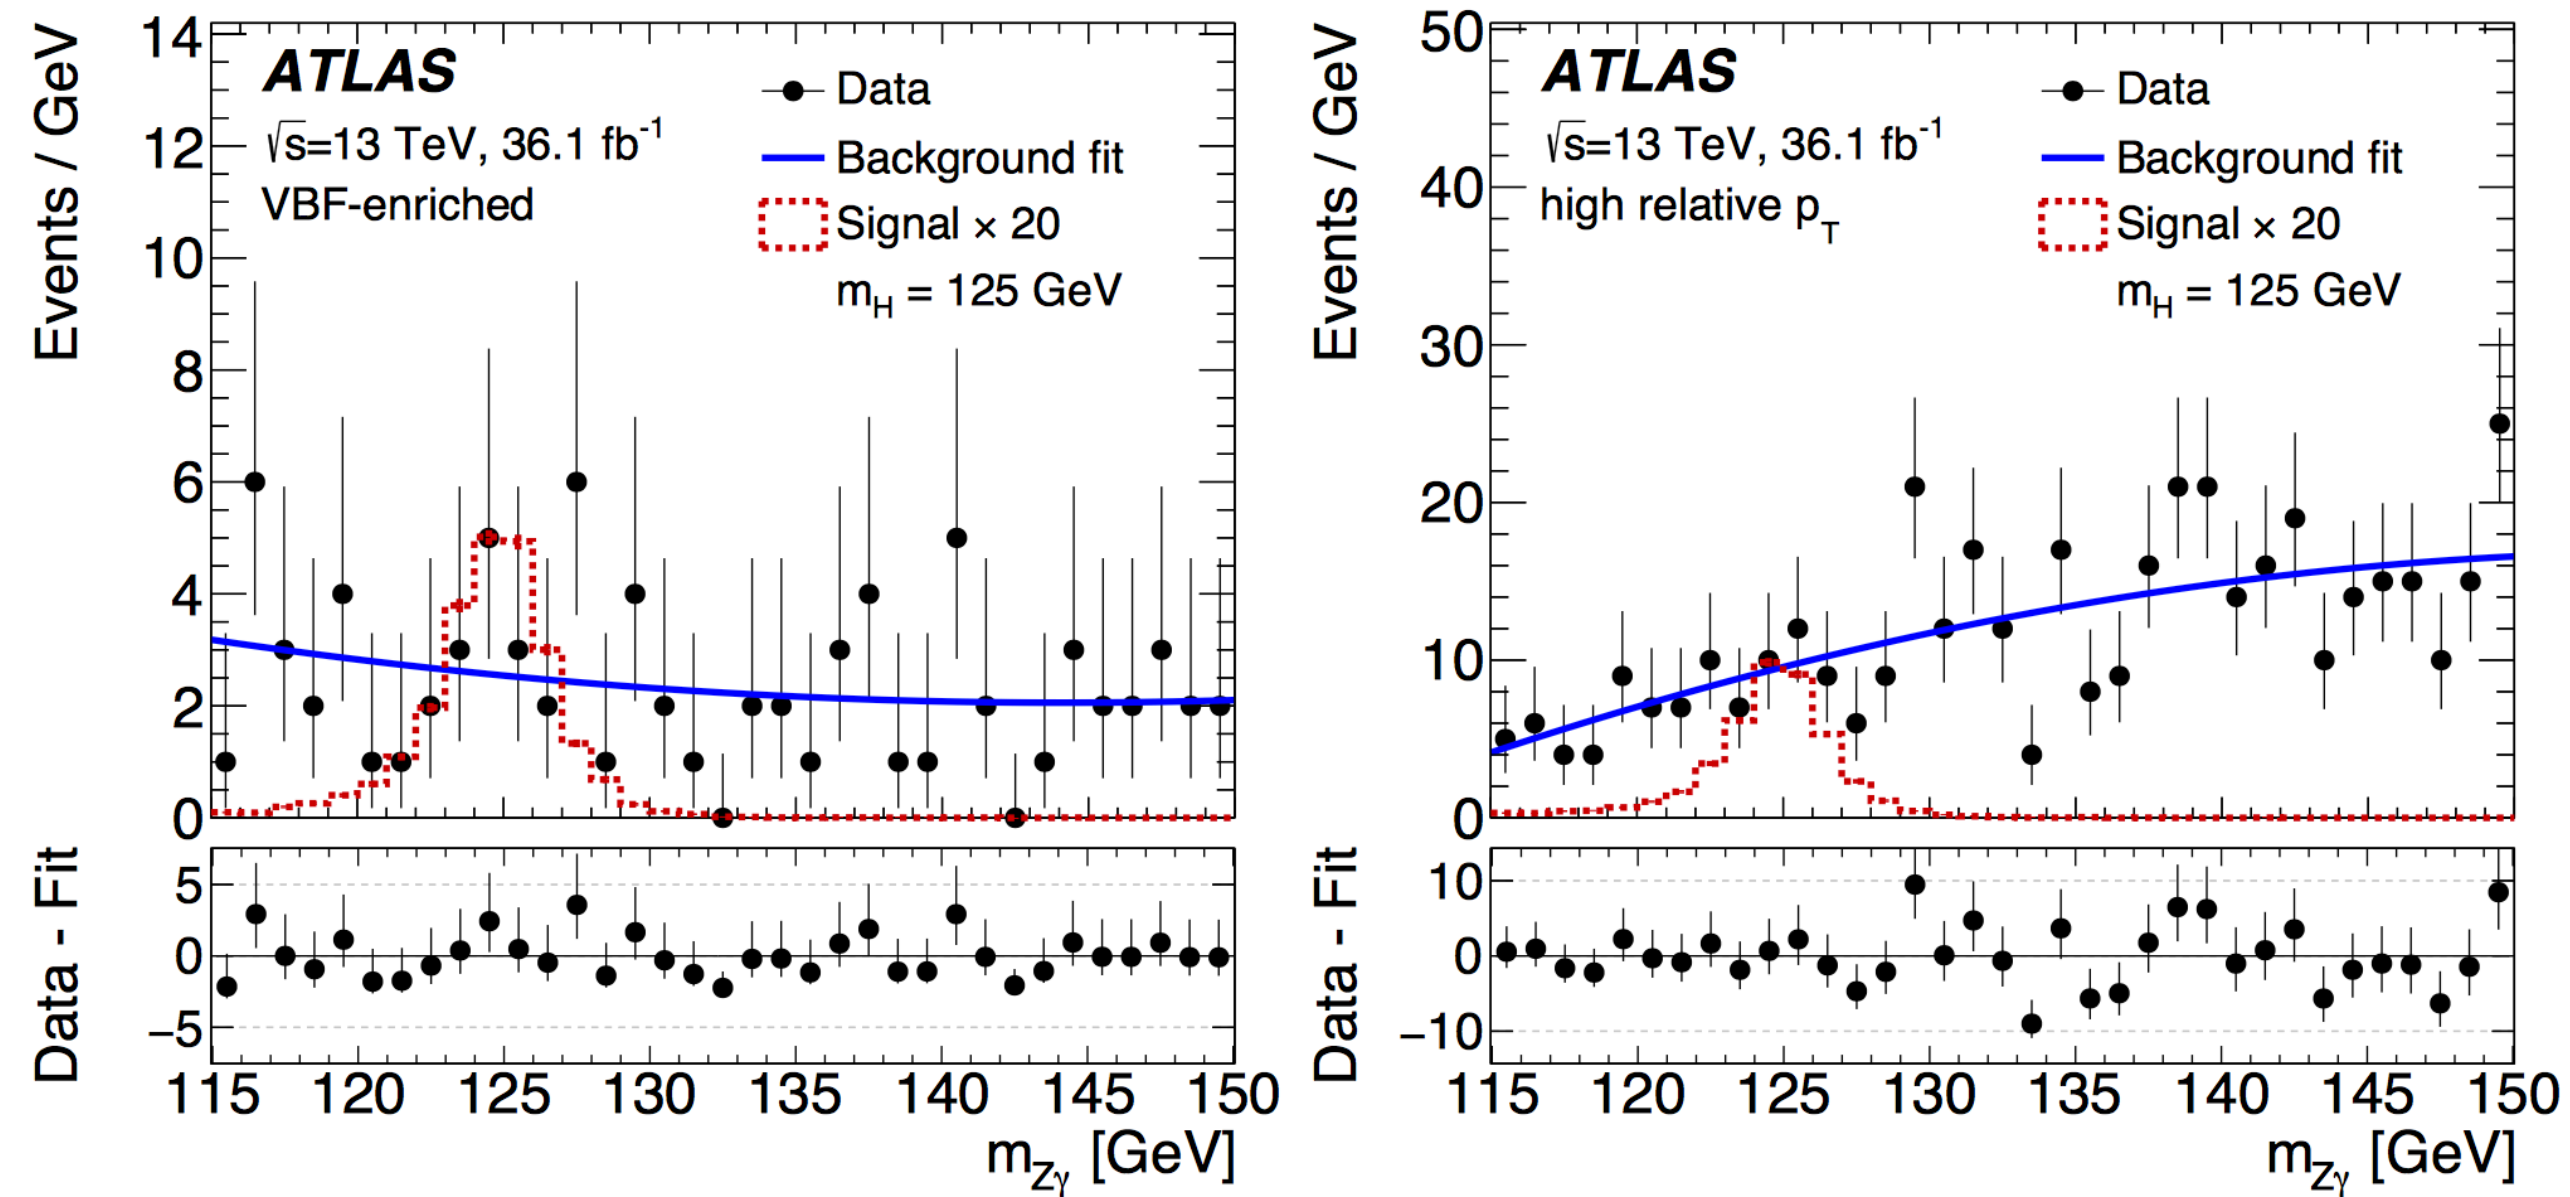 Events / GeV
14
12
10
8
6
4
2
0
ATLAS
√s=13 TeV, 36.1 fb⁻¹
VBF-enriched
Data
Background fit
Signal × 20
m_H = 125 GeV
Data - Fit
5
0
−5
115 120 125 130 135 140 145 150
m_Zγ [GeV]
Events / GeV
50
40
30
20
10
0
ATLAS
√s=13 TeV, 36.1 fb⁻¹
high relative p_T
Data
Background fit
Signal × 20
m_H = 125 GeV
Data - Fit
10
0
−10
115 120 125 130 135 140 145 150
m_Zγ [GeV]